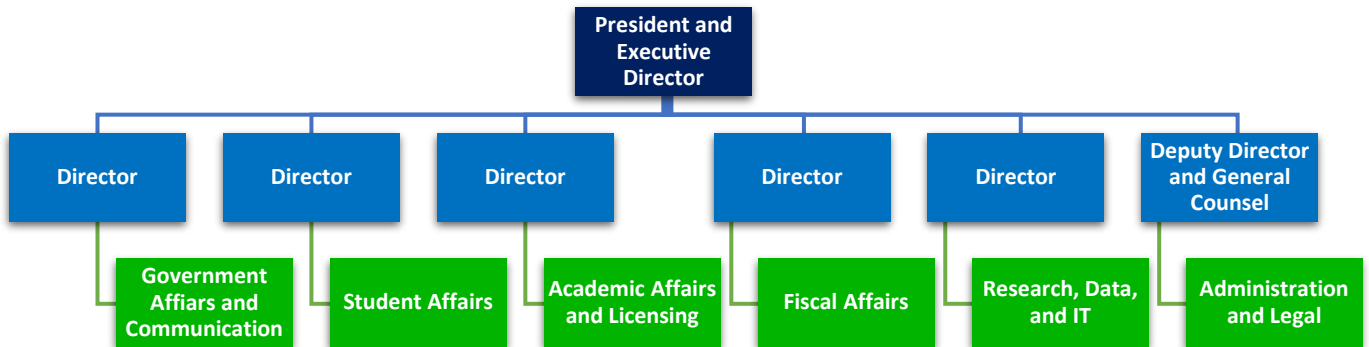 President and
Executive
Director
Director
Director
Director
Director
Director
Deputy Director
and General
Counsel
Government
Affiars and
Communication
Student Affairs
Academic Affairs
and Licensing
Fiscal Affairs
Research, Data,
and IT
Administration
and Legal